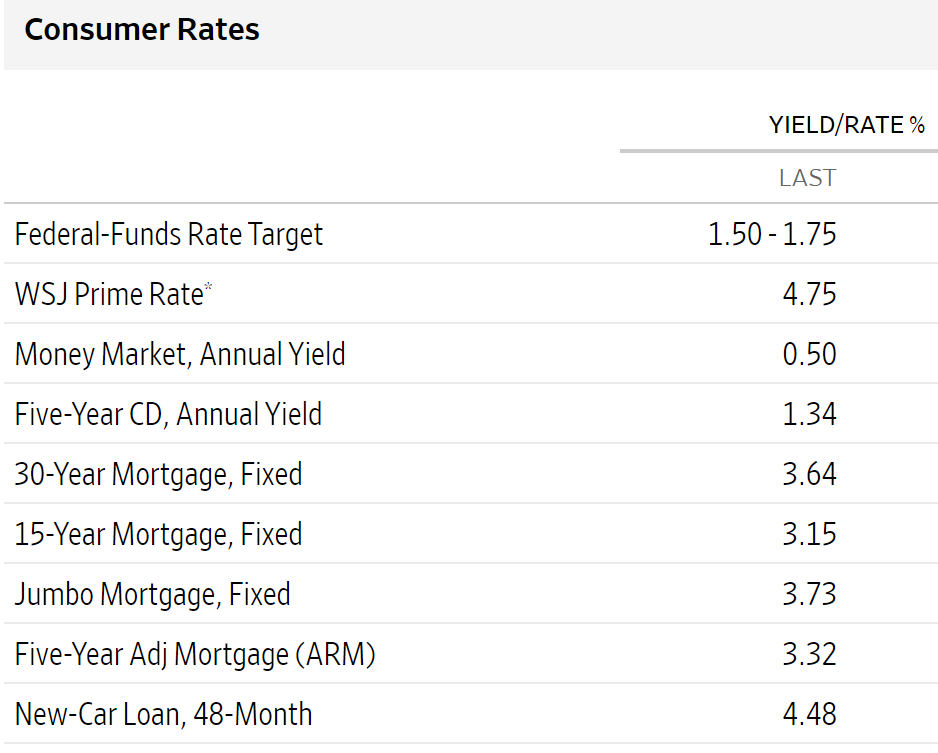 Consumer Rates
YIELD/RATE %
LAST
Federal-Funds Rate Target 1.50 - 1.75
WSJ Prime Rate* 4.75
Money Market, Annual Yield 0.50
Five-Year CD, Annual Yield 1.34
30-Year Mortgage, Fixed 3.64
15-Year Mortgage, Fixed 3.15
Jumbo Mortgage, Fixed 3.73
Five-Year Adj Mortgage (ARM) 3.32
New-Car Loan, 48-Month 4.48